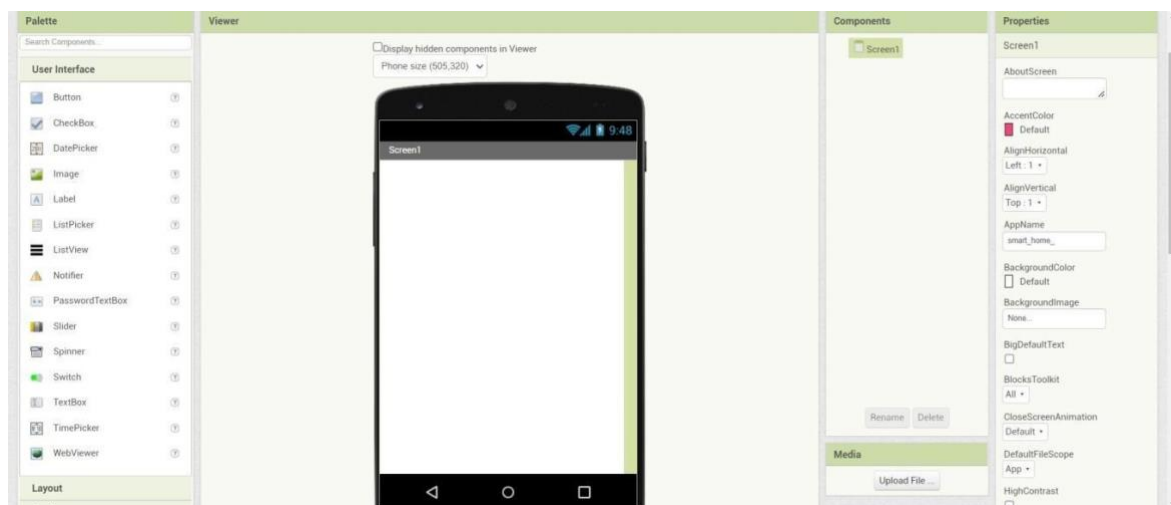 Palette
Search Components...
User Interface
Button
CheckBox
DatePicker
Image
Label
ListPicker
ListView
Notifier
PasswordTextBox
Slider
Spinner
Switch
TextBox
TimePicker
WebViewer
Layout
Viewer
Display hidden components in Viewer
Phone size (505,320)
9:48
Screen1
Components
Screen1
Rename Delete
Media
Upload File ...
Properties
Screen1
AboutScreen
AccentColor
Default
AlignHorizontal
Left : 1
AlignVertical
Top : 1
AppName
smart_home_
BackgroundColor
Default
BackgroundImage
None...
BigDefaultText
BlocksToolkit
All
CloseScreenAnimation
Default
DefaultFileScope
App
HighContrast